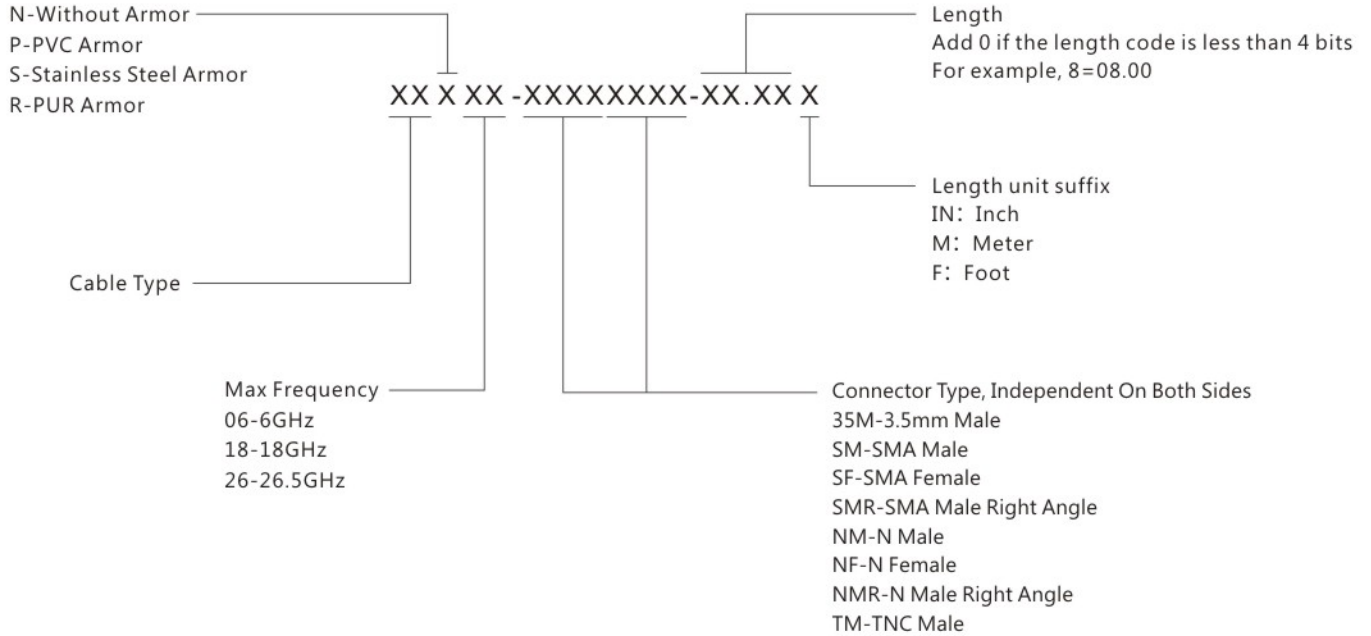 N-Without Armor
P-PVC Armor
S-Stainless Steel Armor
R-PUR Armor
Length
Add 0 if the length code is less than 4 bits
For example, 8=08.00
XX X XX -XXXXXXXX-XX.XX X
Length unit suffix
IN：Inch
M：Meter
F：Foot
Cable Type
Max Frequency
06-6GHz
18-18GHz
26-26.5GHz
Connector Type, Independent On Both Sides
35M-3.5mm Male
SM-SMA Male
SF-SMA Female
SMR-SMA Male Right Angle
NM-N Male
NF-N Female
NMR-N Male Right Angle
TM-TNC Male